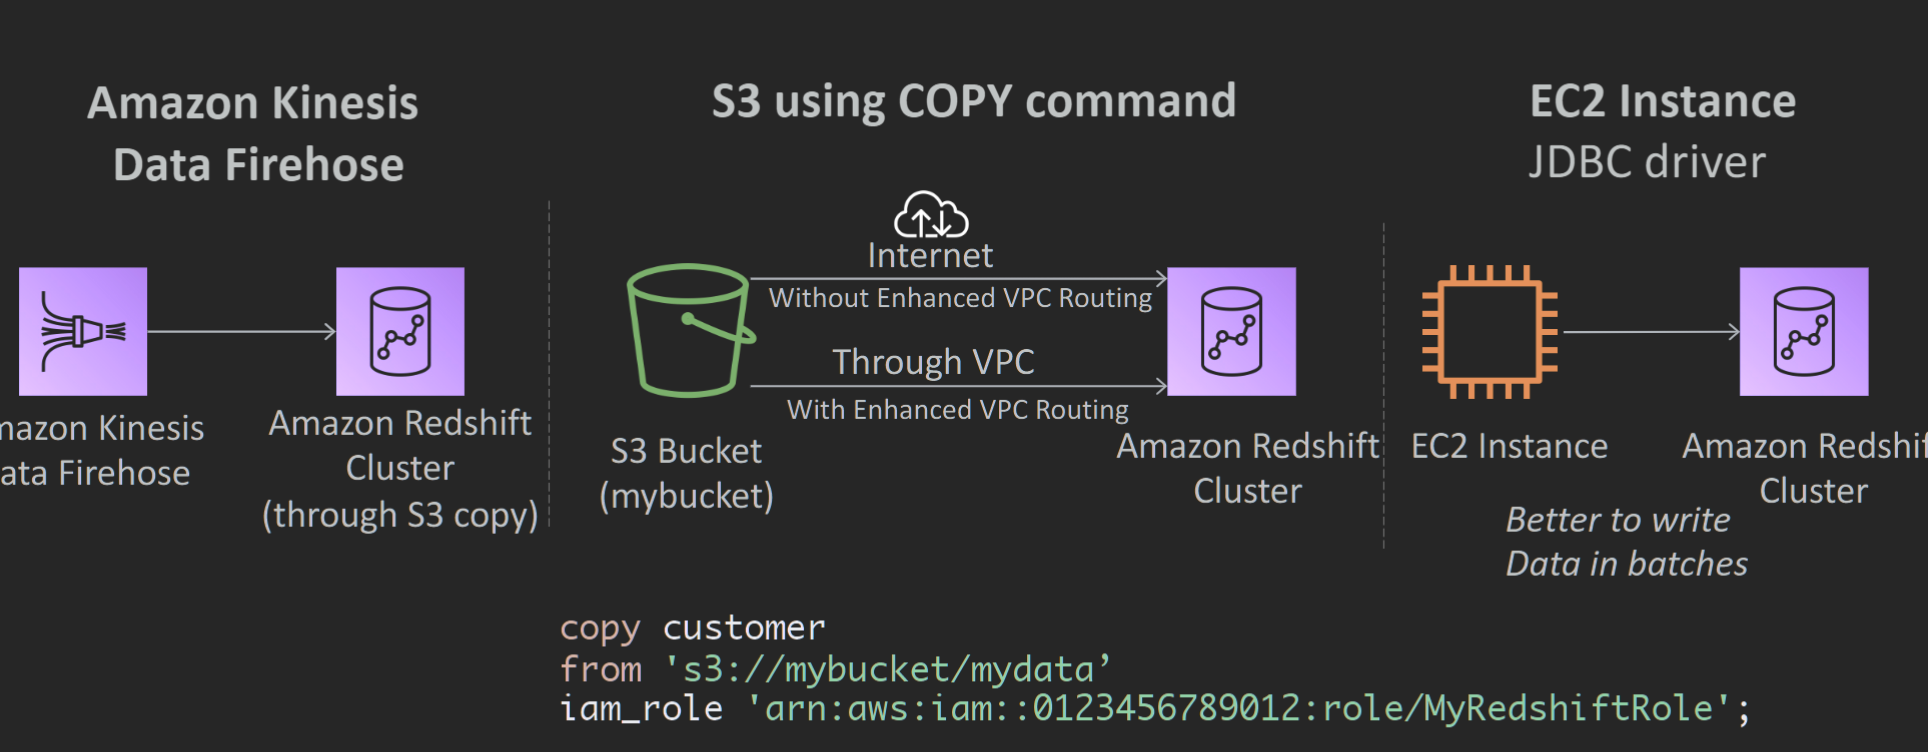 Amazon Kinesis
Data Firehose
S3 using COPY command
EC2 Instance
JDBC driver
Internet
Without Enhanced VPC Routing
Through VPC
With Enhanced VPC Routing
mazon Kinesis
ata Firehose
Amazon Redshift
Cluster
(through S3 copy)
S3 Bucket
(mybucket)
Amazon Redshift
Cluster
EC2 Instance
Amazon Redshif
Cluster
Better to write
Data in batches
copy customer
from 's3://mybucket/mydata’
iam_role 'arn:aws:iam::0123456789012:role/MyRedshiftRole';